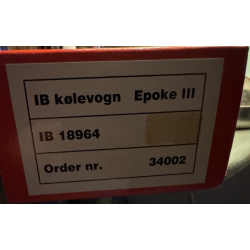 IB kølevogn Epoke III
IB 18964
Order nr. 34002